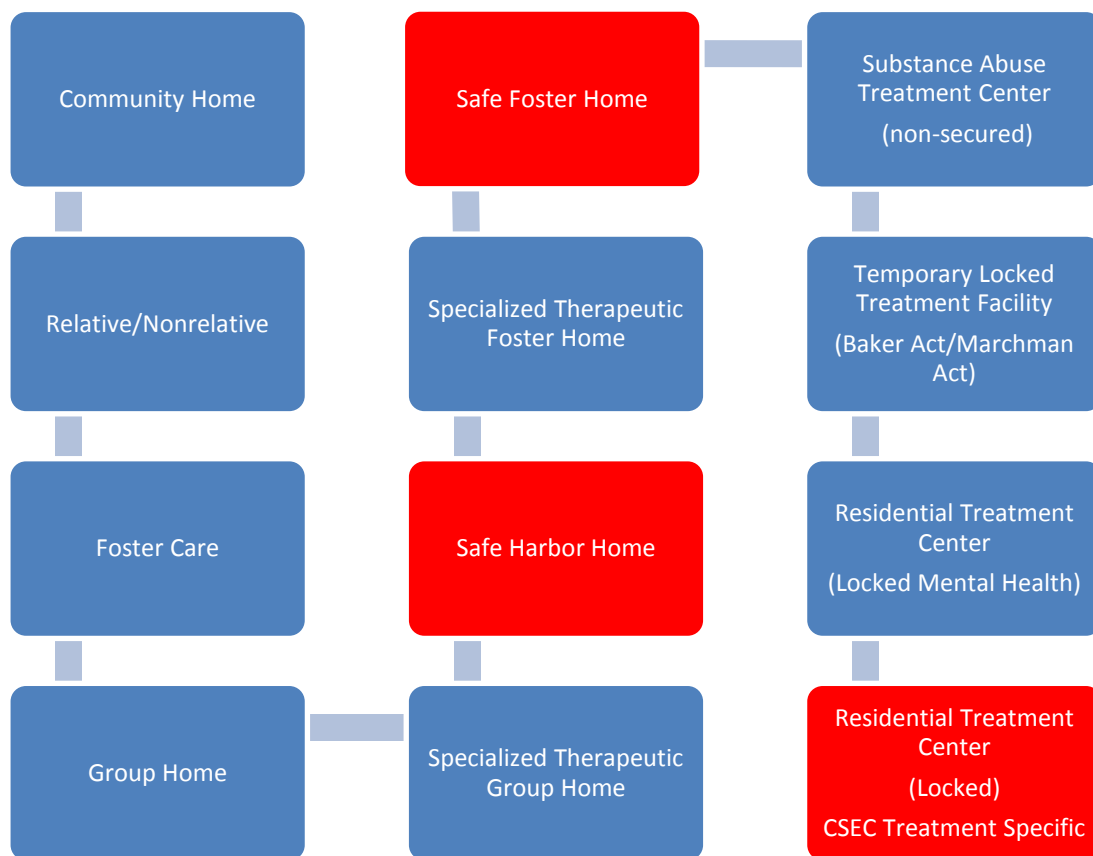 Community Home
Relative/Nonrelative
Foster Care
Group Home
Safe Foster Home
Specialized Therapeutic
Foster Home
Safe Harbor Home
Specialized Therapeutic
Group Home
Substance Abuse
Treatment Center
(non-secured)
Temporary Locked
Treatment Facility
(Baker Act/Marchman
Act)
Residential Treatment
Center
(Locked Mental Health)
Residential Treatment
Center
(Locked)
CSEC Treatment Specific